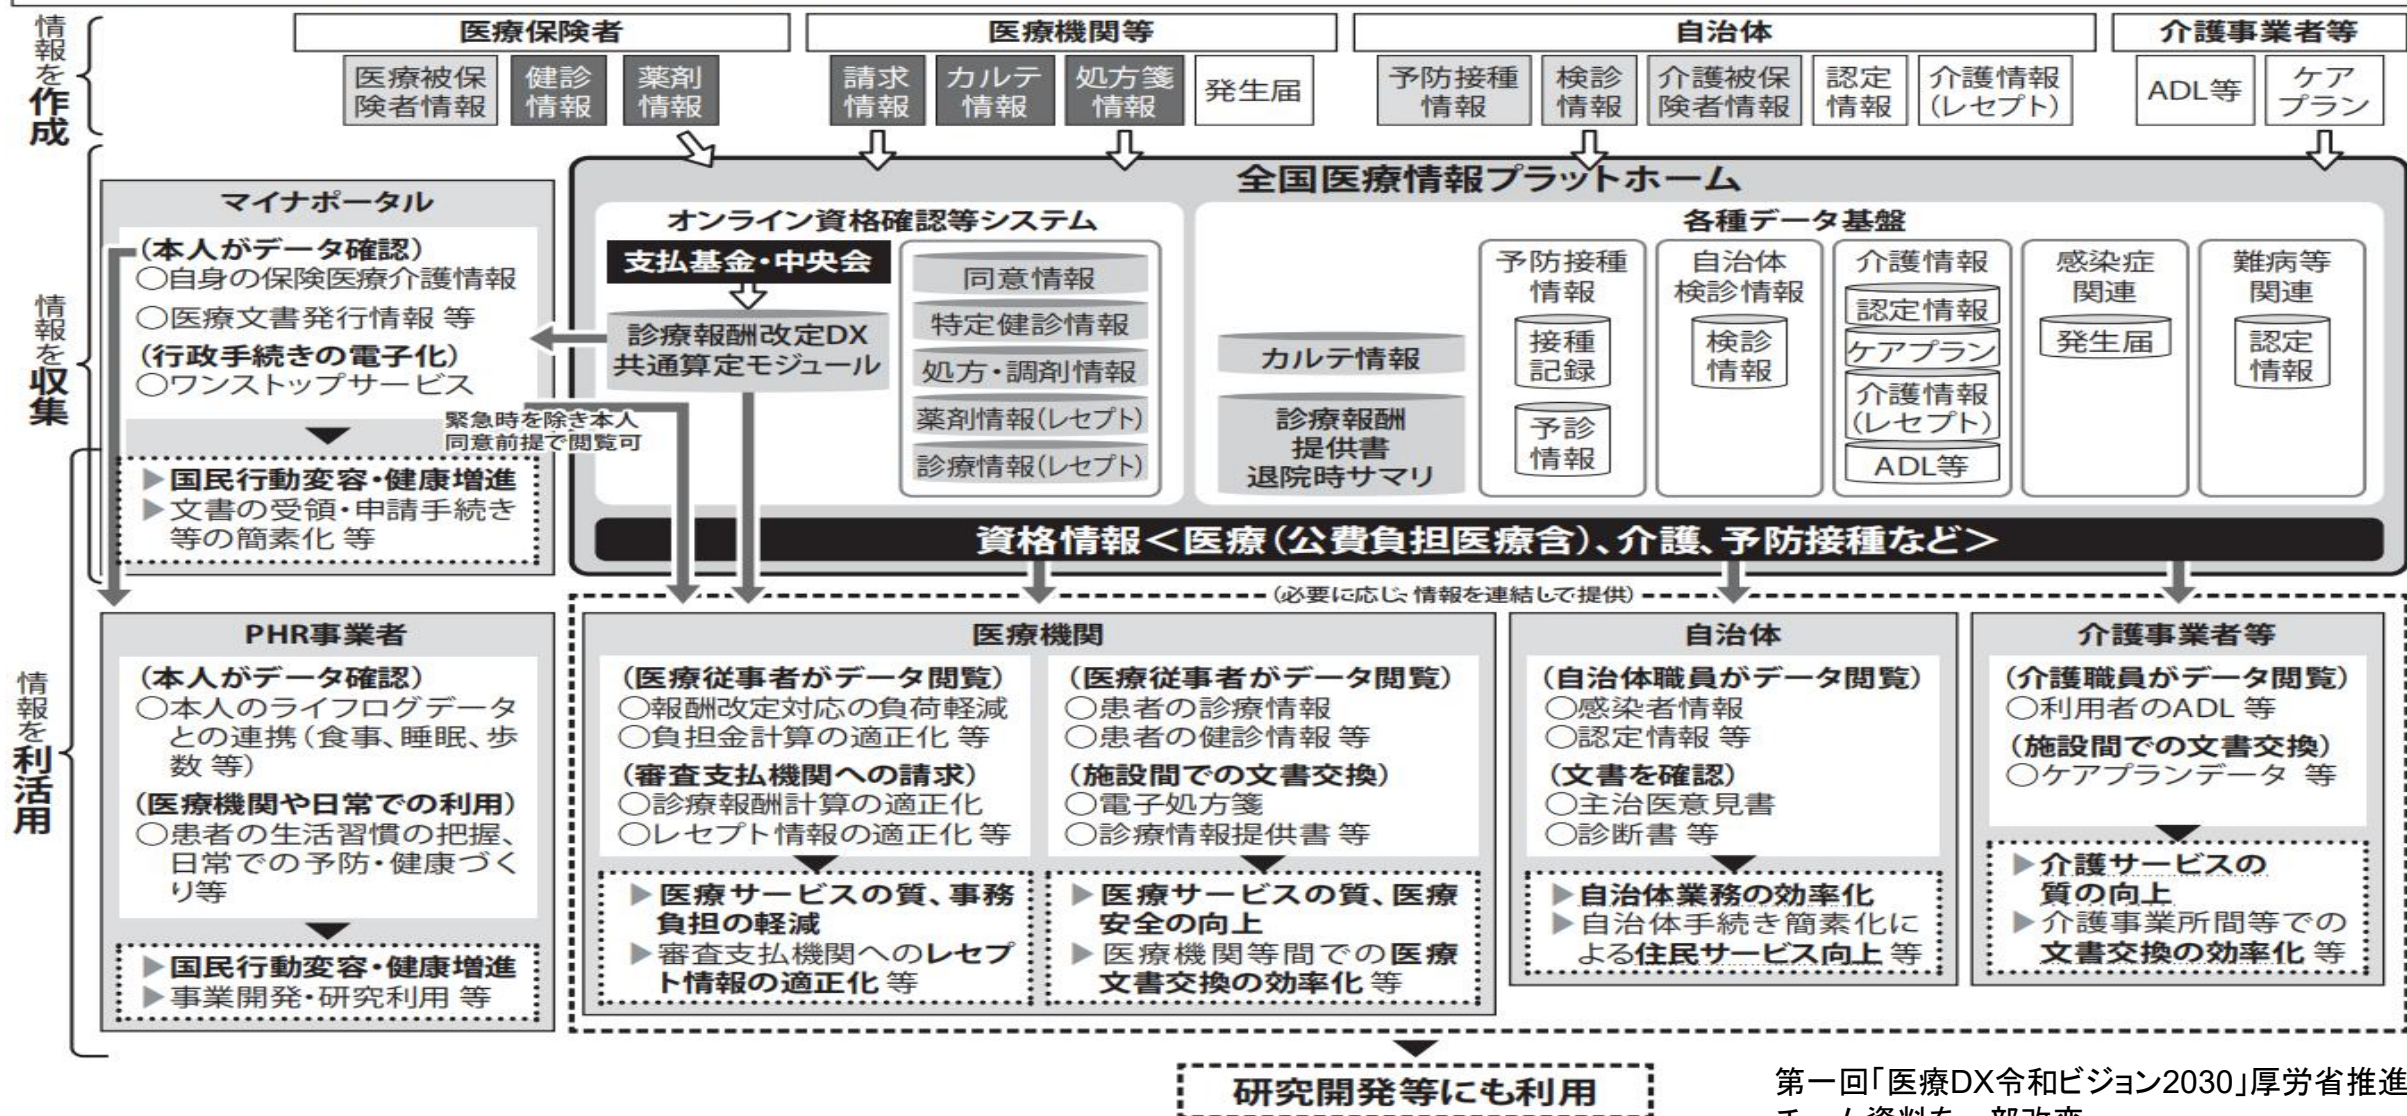 情報を作成
医療保険者
医療被保
険者情報
健診
情報
薬剤
情報
医療機関等
請求
情報
カルテ
情報
処方箋
情報
発生届
自治体
予防接種
情報
検診
情報
介護被保
険者情報
認定
情報
介護情報
(レセプト)
介護事業者等
ADL等
ケア
プラン
情報を収集
マイナポータル
(本人がデータ確認)
○自身の保険医療介護情報
○医療文書発行情報 等
(行政手続きの電子化)
○ワンストップサービス
▶国民行動変容・健康増進
▶文書の受領・申請手続き
等の簡素化 等
緊急時を除き本人
同意前提で閲覧可
全国医療情報プラットホーム
オンライン資格確認等システム
支払基金・中央会
診療報酬改定DX
共通算定モジュール
同意情報
特定健診情報
処方・調剤情報
薬剤情報(レセプト)
診療情報(レセプト)
各種データ基盤
カルテ情報
診療報酬
提供書
退院時サマリ
予防接種
情報
接種
記録
予診
情報
自治体
検診情報
検診
情報
介護情報
認定情報
ケアプラン
介護情報
(レセプト)
ADL等
感染症
関連
発生届
難病等
関連
認定
情報
資格情報＜医療(公費負担医療含)、介護、予防接種など＞
(必要に応じ、情報を連結して提供)
情報を利活用
PHR事業者
(本人がデータ確認)
○本人のライフログデータ
との連携(食事、睡眠、歩
数 等)
(医療機関や日常での利用)
○患者の生活習慣の把握、
日常での予防・健康づく
り等
▶国民行動変容・健康増進
▶事業開発・研究利用 等
医療機関
(医療従事者がデータ閲覧)
○報酬改定対応の負荷軽減
○負担金計算の適正化 等
(審査支払機関への請求)
○診療報酬計算の適正化
○レセプト情報の適正化 等
▶医療サービスの質、事務
負担の軽減
▶審査支払機関へのレセプ
ト情報の適正化 等
(医療従事者がデータ閲覧)
○患者の診療情報
○患者の健診情報 等
(施設間での文書交換)
○電子処方箋
○診療情報提供書 等
▶医療サービスの質、医療
安全の向上
▶医療機関等間での医療
文書交換の効率化 等
自治体
(自治体職員がデータ閲覧)
○感染者情報
○認定情報 等
(文書を確認)
○主治医意見書
○診断書 等
▶自治体業務の効率化
▶自治体手続き簡素化に
よる住民サービス向上 等
介護事業者等
(介護職員がデータ閲覧)
○利用者のADL 等
(施設間での文書交換)
○ケアプランデータ 等
▶介護サービスの
質の向上
▶介護事業所間等での
文書交換の効率化 等
研究開発等にも利用
第一回「医療DX令和ビジョン2030」厚労省推進
チーム資料を一部改変